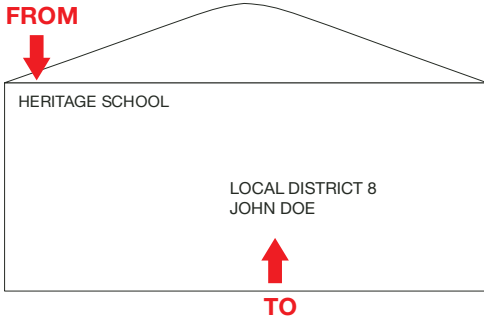 FROM
HERITAGE SCHOOL
LOCAL DISTRICT 8
JOHN DOE
TO